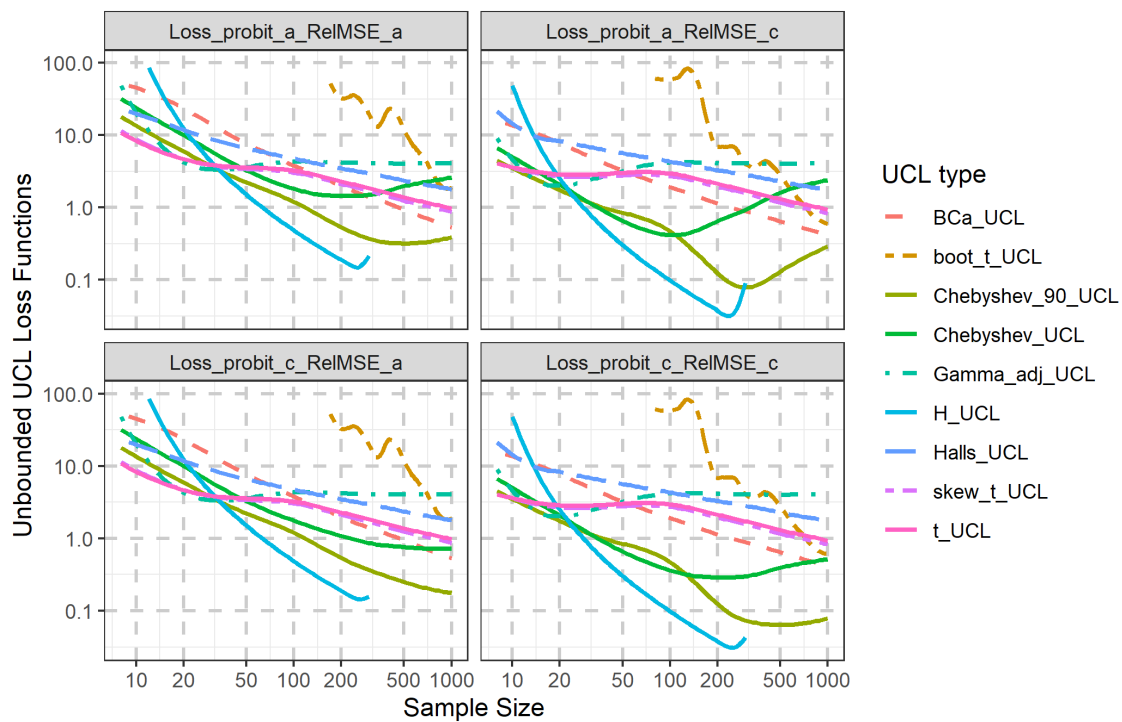 Loss_probit_a_RelMSE_a
Loss_probit_a_RelMSE_c
100.0
10.0
1.0
0.1
Loss_probit_c_RelMSE_a
Loss_probit_c_RelMSE_c
100.0
10.0
1.0
0.1
10 20 50 100 200 500 1000
10 20 50 100 200 500 1000
Sample Size
Unbounded UCL Loss Functions
UCL type
BCa_UCL
boot_t_UCL
Chebyshev_90_UCL
Chebyshev_UCL
Gamma_adj_UCL
H_UCL
Halls_UCL
skew_t_UCL
t_UCL